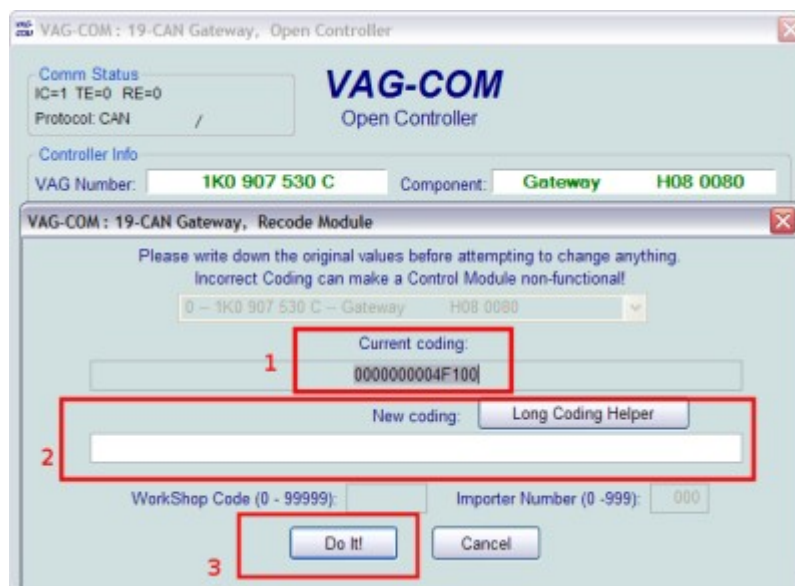 VAG-COM : 19-CAN Gateway, Open Controller
Comm Status
IC=1 TE=0 RE=0
Protocol: CAN /
VAG-COM
Open Controller
Controller Info
VAG Number: 1K0 907 530 C Component: Gateway H08 0080
VAG-COM : 19-CAN Gateway, Recode Module
Please write down the original values before attempting to change anything.
Incorrect Coding can make a Control Module non-functional!
0 -- 1K0 907 530 C -- Gateway H08 0080
1
Current coding:
0000000004F100
New coding: Long Coding Helper
2
WorkShop Code (0 - 99999): Importer Number (0 -999): 000
Do It! Cancel
3